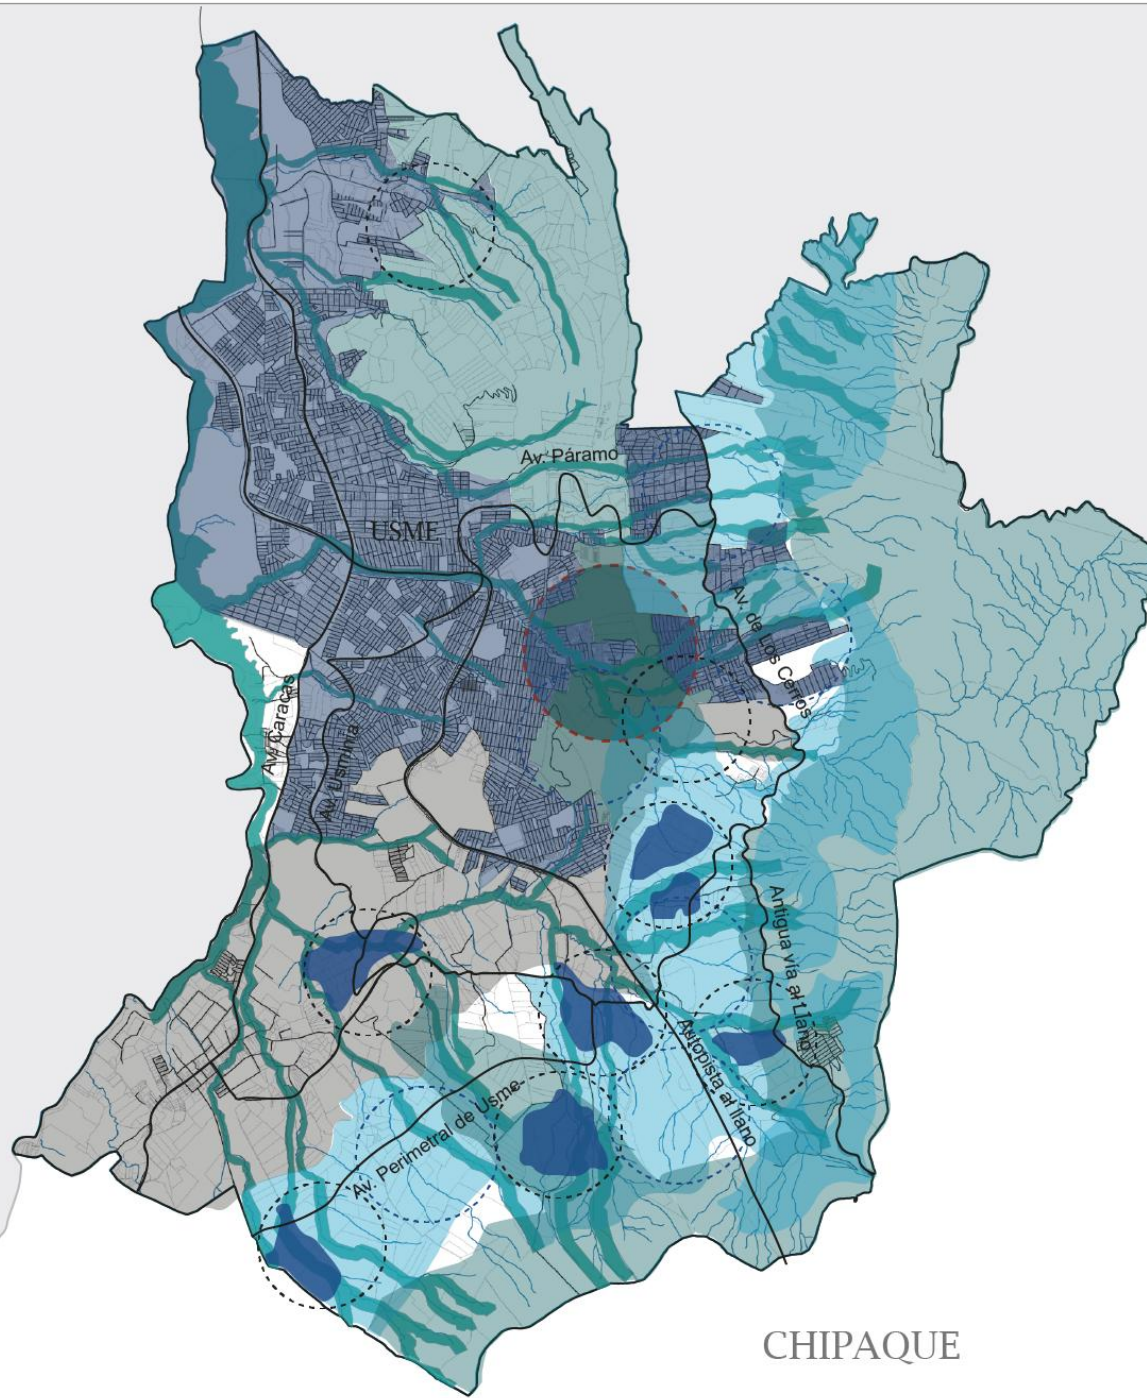 Av. Páramo
USME
Av. de Los Cerros
Av. Caracas
Av. Usminia
Antigua vía al Llano
Autopista al llano
Av. Perimetral de Usme
CHIPAQUE